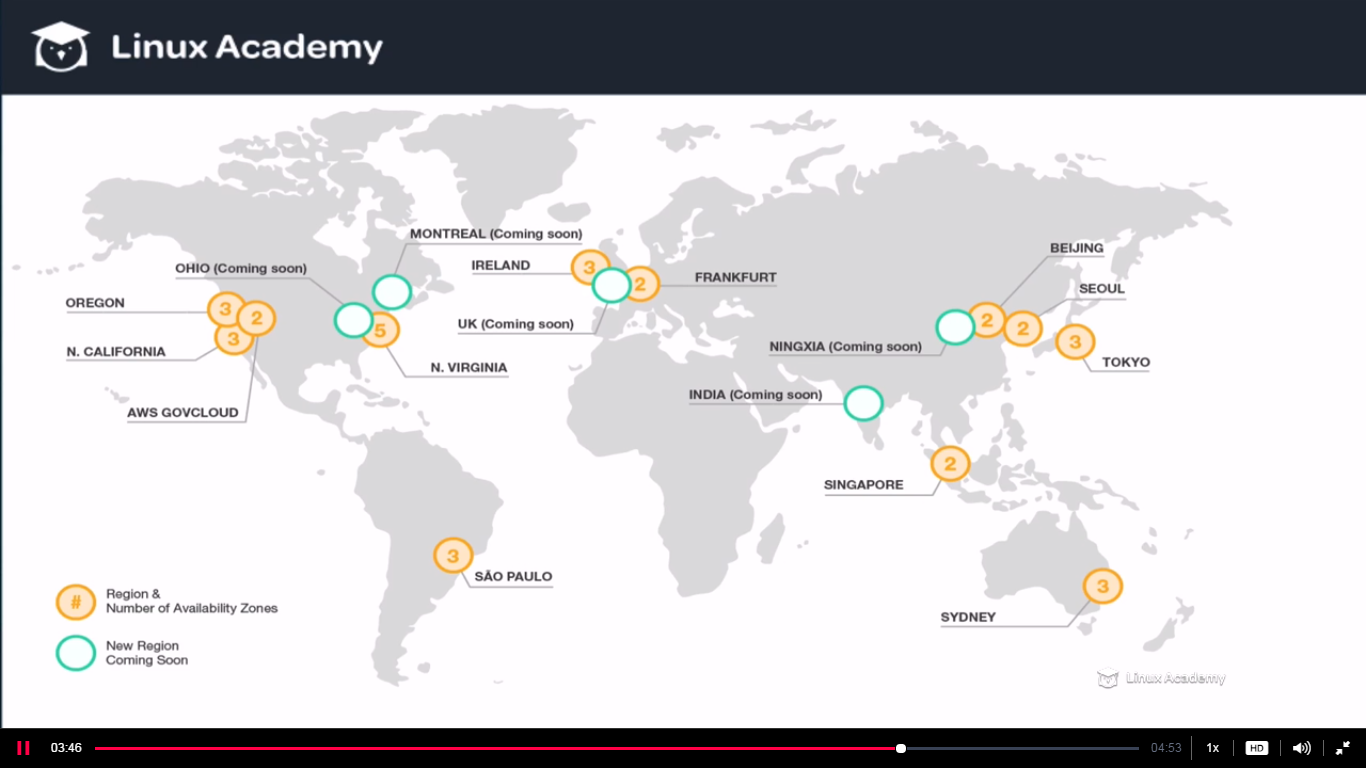 Linux Academy
MONTREAL (Coming soon)
BEIJING
OHIO (Coming soon)
IRELAND
3
FRANKFURT
2
SEOUL
OREGON
3
2
5
2
2
UK (Coming soon)
N. CALIFORNIA
3
NINGXIA (Coming soon)
3
TOKYO
N. VIRGINIA
INDIA (Coming soon)
AWS GOVCLOUD
2
SINGAPORE
3
SÃO PAULO
3
SYDNEY
# Region &
Number of Availability Zones
New Region
Coming Soon
Linux Academy
03:46
04:53
1x
HD